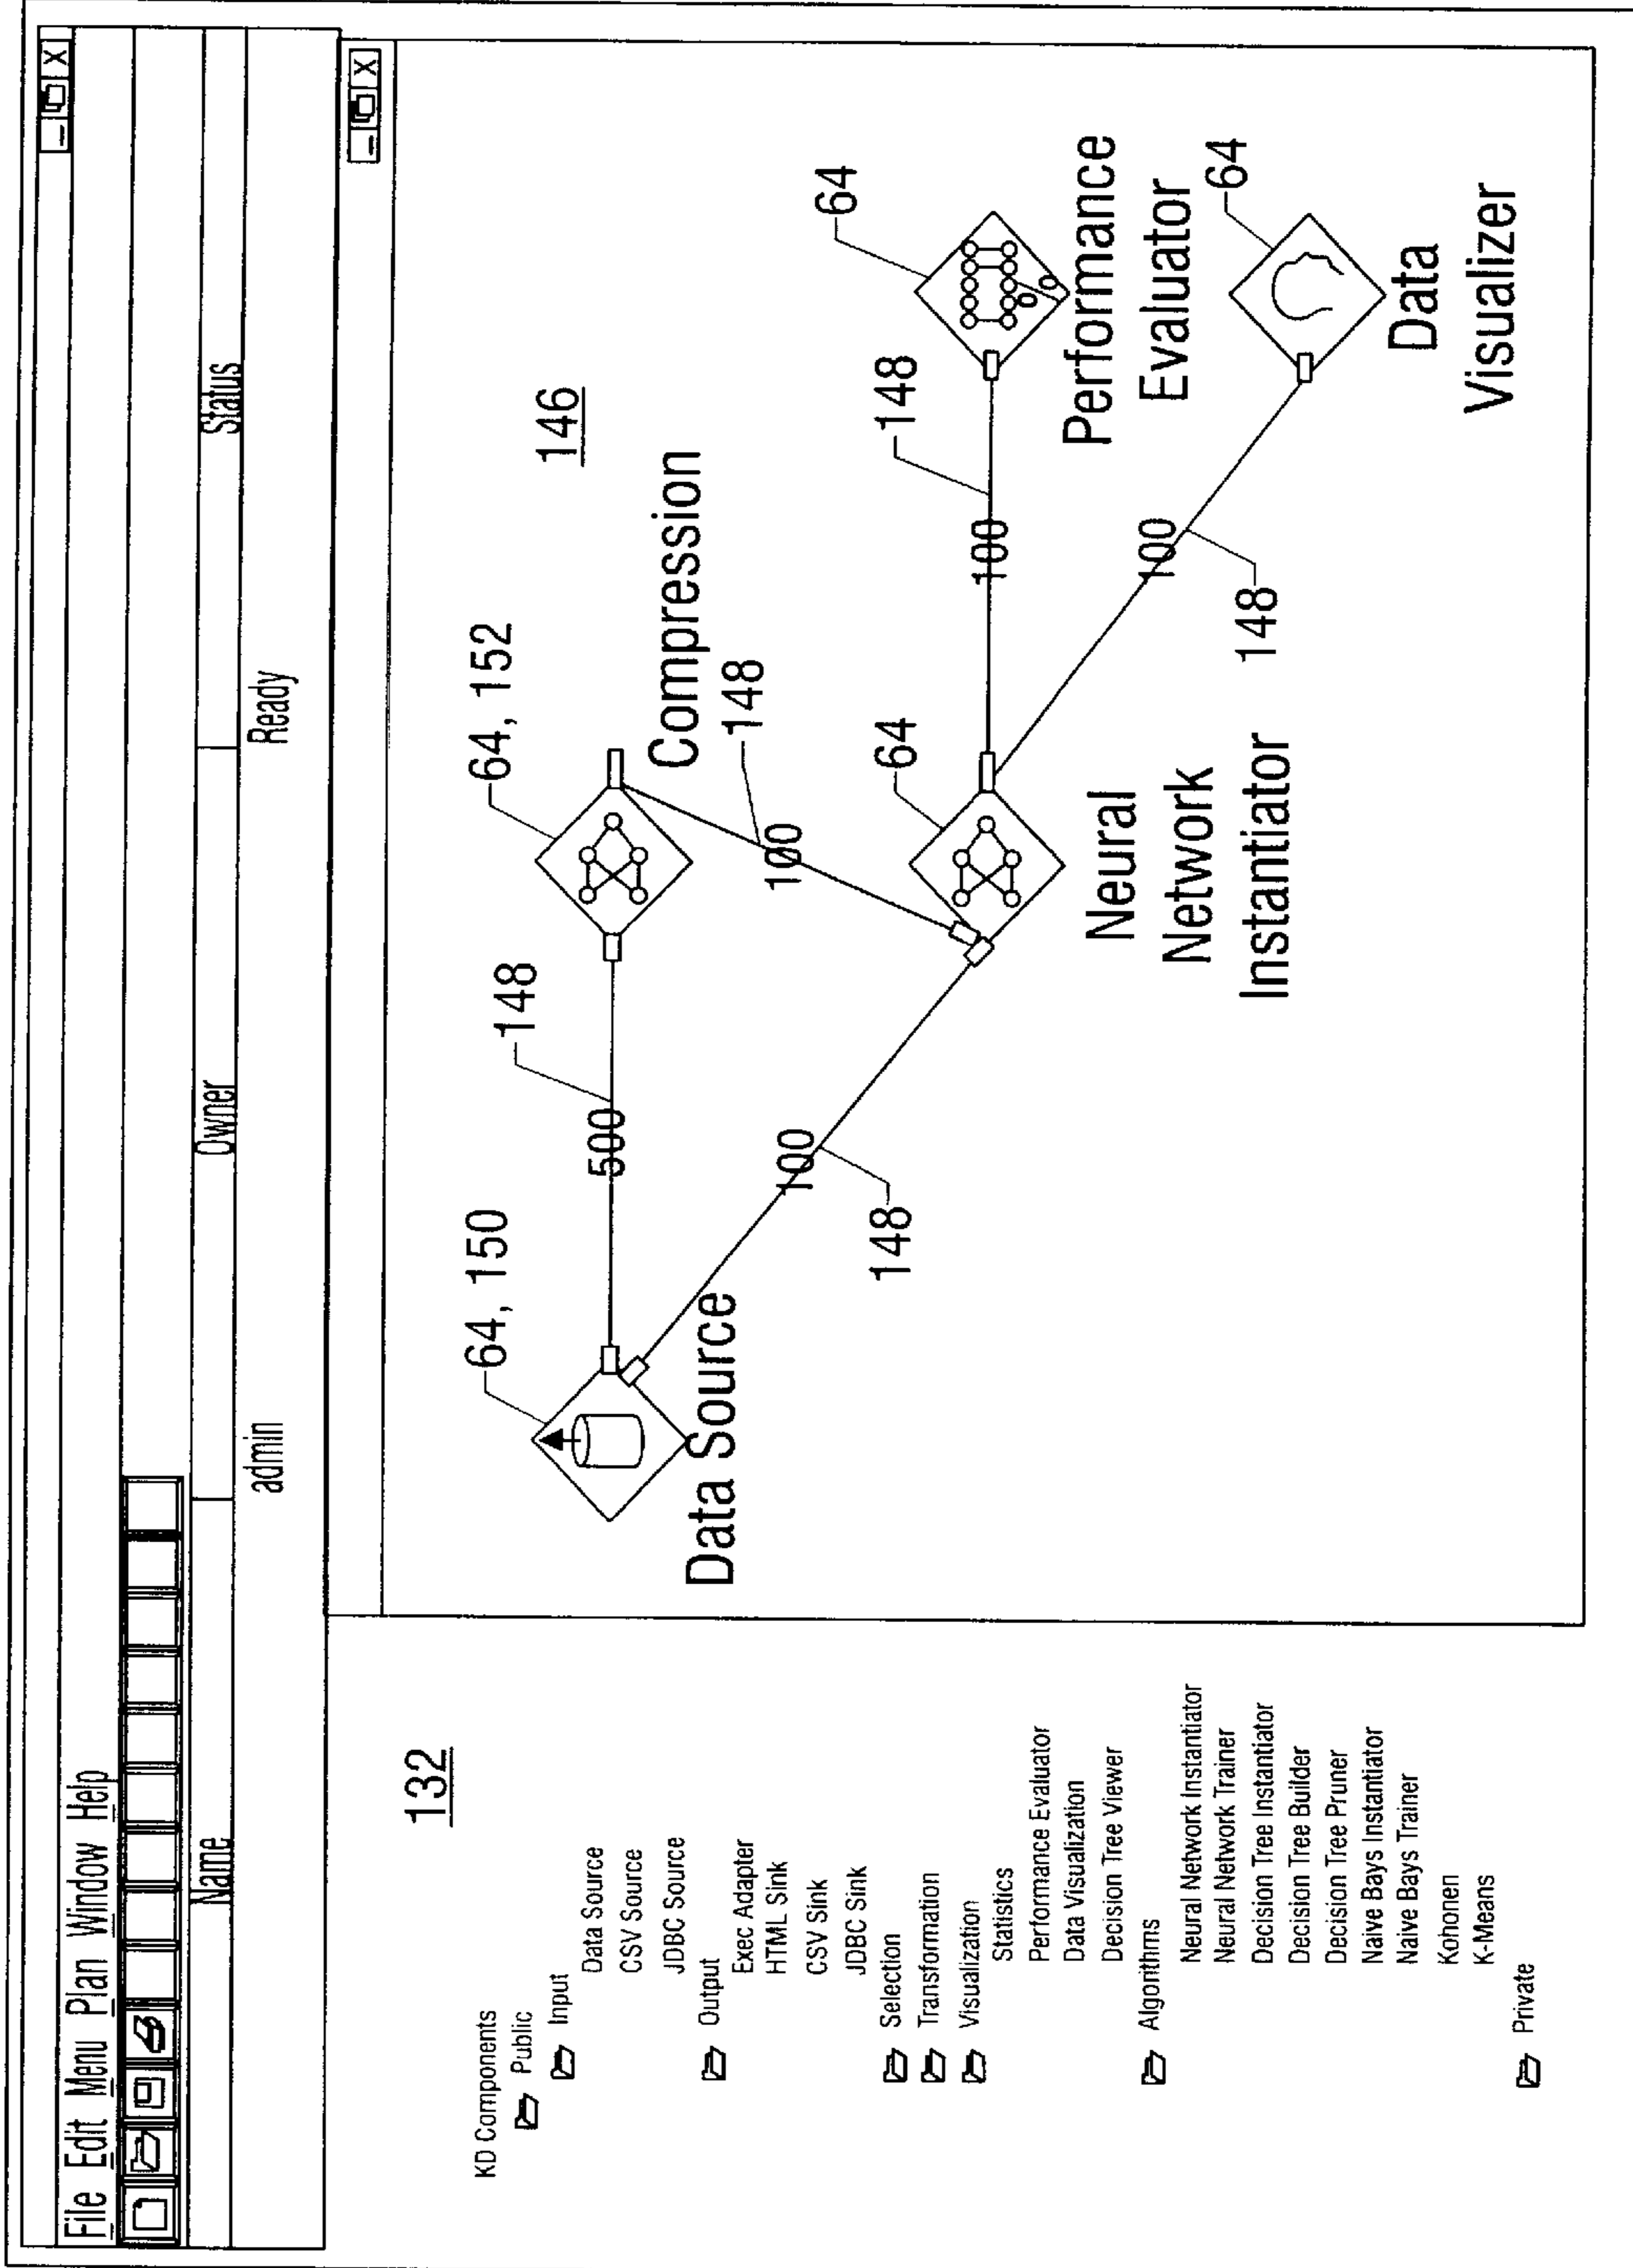 File Edit Menu Plan Window Help
Name Owner Status
admin Ready
132
KD Components
Public
Input
Data Source
CSV Source
JDBC Source
Output
Exec Adapter
HTML Sink
CSV Sink
JDBC Sink
Selection
Transformation
Visualization
Statistics
Performance Evaluator
Data Visualization
Decision Tree Viewer
Algorithms
Neural Network Instantiator
Neural Network Trainer
Decision Tree Instantiator
Decision Tree Builder
Decision Tree Pruner
Naive Bays Instantiator
Naive Bays Trainer
Kohonen
K-Means
Private
146
64, 150
Data Source
148
500
64, 152
Compression
148
100
148
100
64
Neural
Network
Instantiator
148
100
64
Performance
Evaluator
148
100
64
Data
Visualizer